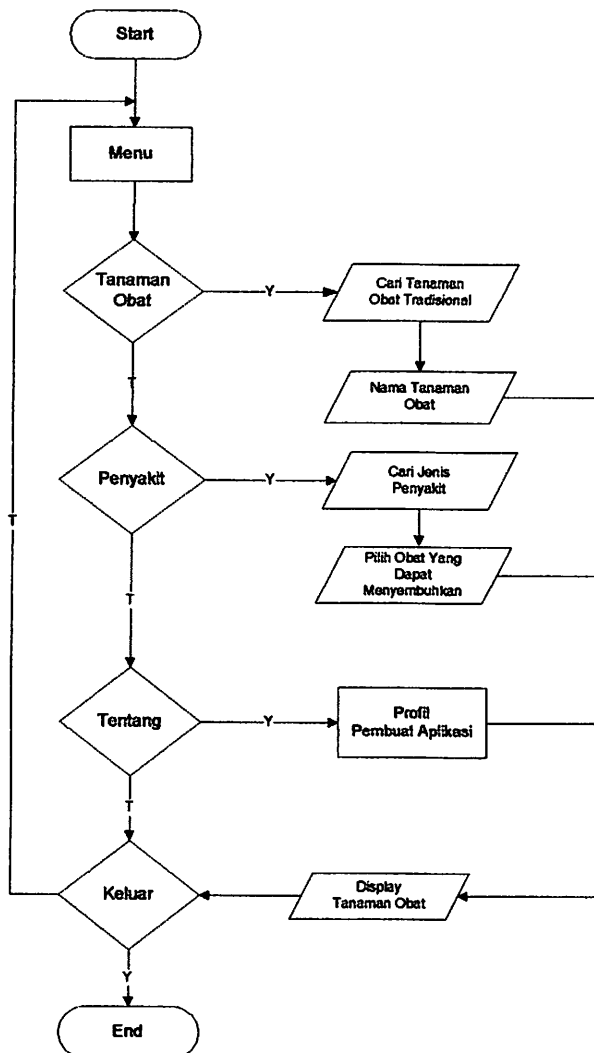 Start
Menu
Tanaman
Obat
Y
Cari Tanaman
Obat Tradisional
Nama Tanaman
Obat
T
Penyakit
Y
Cari Jenis
Penyakit
Pilih Obat Yang
Dapat
Menyembuhkan
T
T
Tentang
Y
Profil
Pembuat Aplikasi
T
Keluar
Display
Tanaman Obat
Y
End